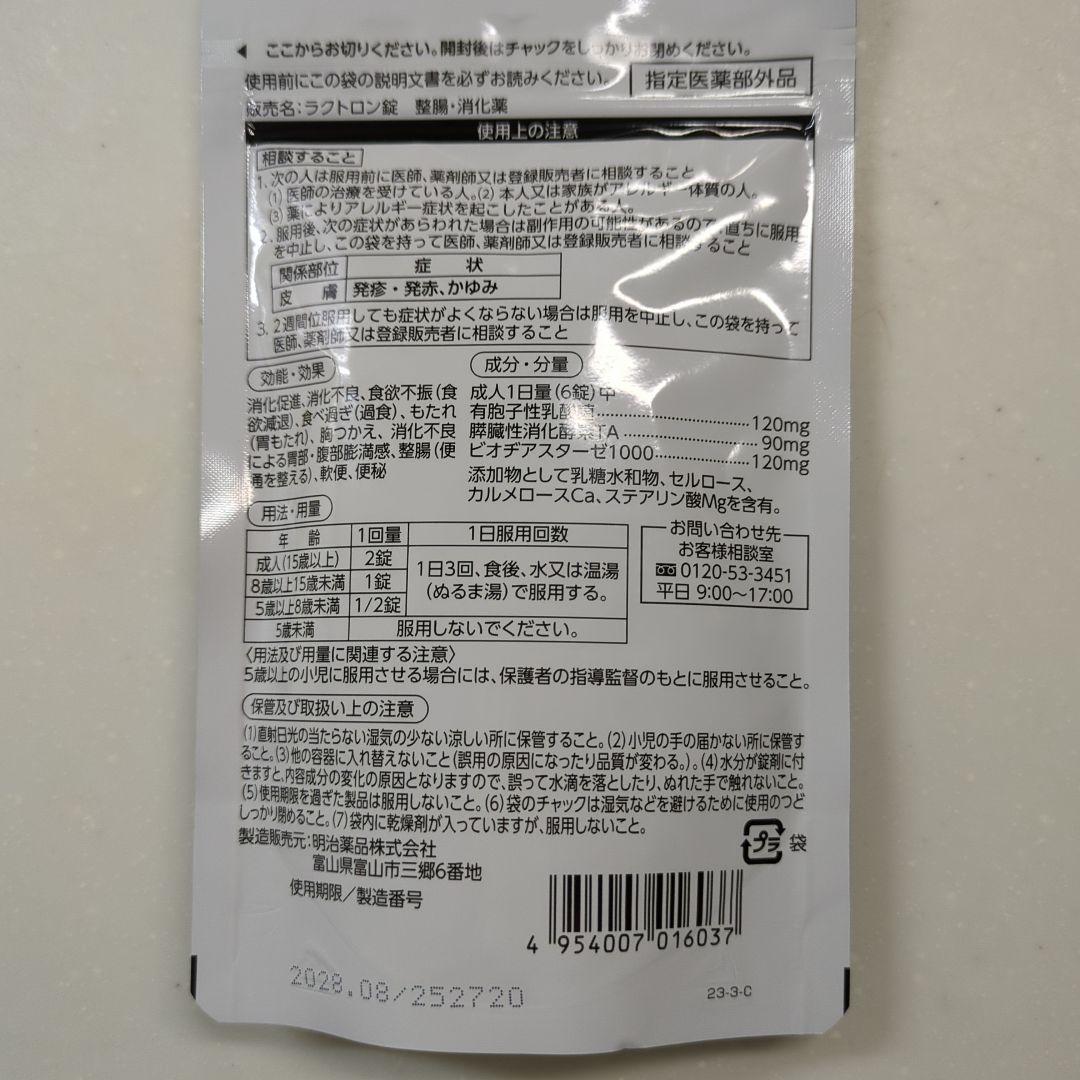 ここからお切りください。開封後はチャックをしっかりお閉めください。
使用前にこの袋の説明文書を必ずお読みください。 指定医薬部外品
販売名:ラクトロン錠 整腸・消化薬
使用上の注意
相談すること
1. 次の人は服用前に医師、薬剤師又は登録販売者に相談すること
(1) 医師の治療を受けている人。(2) 本人又は家族がアレルギー体質の人。
(3) 薬によりアレルギー症状を起こしたことがある人。
2. 服用後、次の症状があらわれた場合は副作用の可能性があるので、直ちに服用
を中止し、この袋を持って医師、薬剤師又は登録販売者に相談すること
関係部位 症状
皮膚 発疹・発赤、かゆみ
3. 2週間位服用しても症状がよくならない場合は服用を中止し、この袋を持って
医師、薬剤師又は登録販売者に相談すること
効能・効果
消化促進、消化不良、食欲不振(食
欲減退)、食べ過ぎ(過食)、もたれ
(胃もたれ)、胸つかえ、消化不良
による胃部・腹部膨満感、整腸(便
通を整える)、軟便、便秘
成分・分量
成人1日量(6錠)中
有胞子性乳酸菌 120mg
膵臓性消化酵素TA 90mg
ビオヂアスターゼ1000 120mg
添加物として乳糖水和物、セルロース、
カルメロースCa、ステアリン酸Mgを含有。
用法・用量
年齢 1回量 1日服用回数
成人(15歳以上) 2錠
8歳以上15歳未満 1錠
5歳以上8歳未満 1/2錠
1日3回、食後、水又は温湯
(ぬるま湯)で服用する。
5歳未満 服用しないでください。
お問い合わせ先
お客様相談室
0120-53-3451
平日 9:00~17:00
〈用法及び用量に関連する注意〉
5歳以上の小児に服用させる場合には、保護者の指導監督のもとに服用させること。
保管及び取扱い上の注意
(1)直射日光の当たらない湿気の少ない涼しい所に保管すること。(2)小児の手の届かない所に保管す
ること。(3)他の容器に入れ替えないこと(誤用の原因になったり品質が変わる。)。(4)水分が錠剤に付
きますと、内容成分の変化の原因となりますので、誤って水滴を落としたり、ぬれた手で触れないこと。
(5)使用期限を過ぎた製品は服用しないこと。(6)袋のチャックは湿気などを避けるために使用のつど
しっかり閉めること。(7)袋内に乾燥剤が入っていますが、服用しないこと。
製造販売元:明治薬品株式会社
富山県富山市三郷6番地
使用期限/製造番号
プラ 袋
4 954007 016037
2028.08/252720
23-3-C